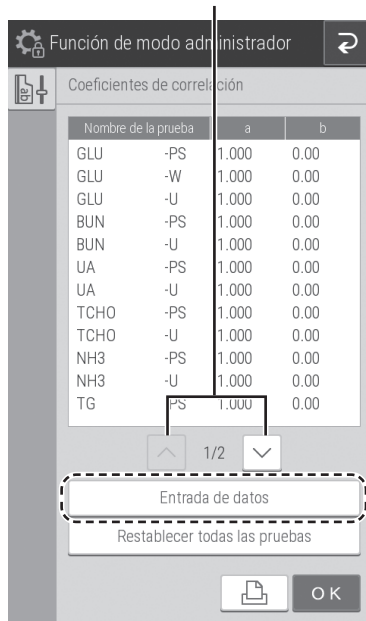 Función de modo administrador
Coeficientes de correlación
Nombre de la prueba a b
GLU -PS 1.000 0.00
GLU -W 1.000 0.00
GLU -U 1.000 0.00
BUN -PS 1.000 0.00
BUN -U 1.000 0.00
UA -PS 1.000 0.00
UA -U 1.000 0.00
TCHO -PS 1.000 0.00
TCHO -U 1.000 0.00
NH3 -PS 1.000 0.00
NH3 -U 1.000 0.00
TG -PS 1.000 0.00
1/2
Entrada de datos
Restablecer todas las pruebas
OK